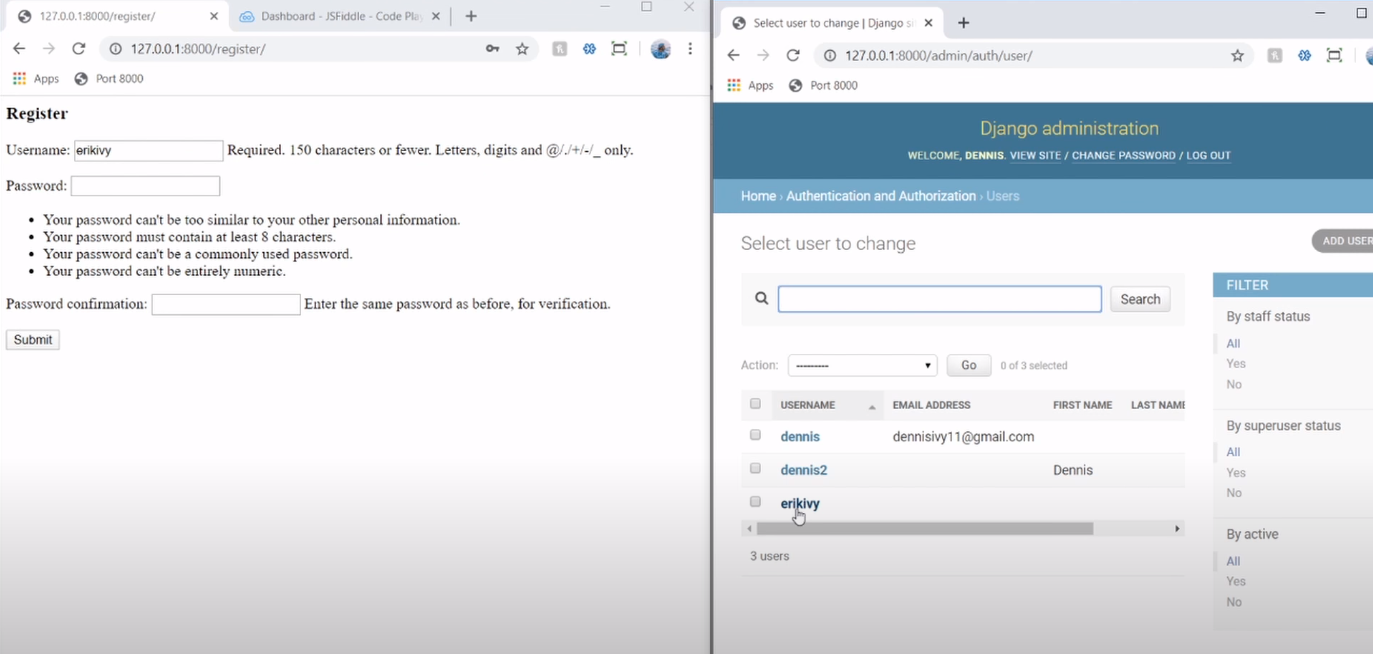 127.0.0.1:8000/register/
Dashboard - JSFiddle - Code Play
127.0.0.1:8000/register/
Apps
Port 8000
Register
Username: erikivy Required. 150 characters or fewer. Letters, digits and @/./+/-/_ only.
Password:
• Your password can't be too similar to your other personal information.
• Your password must contain at least 8 characters.
• Your password can't be a commonly used password.
• Your password can't be entirely numeric.
Password confirmation: Enter the same password as before, for verification.
Submit
Select user to change | Django si
127.0.0.1:8000/admin/auth/user/
Apps
Port 8000
Django administration
WELCOME, DENNIS. VIEW SITE / CHANGE PASSWORD / LOG OUT
Home › Authentication and Authorization › Users
Select user to change
ADD USER
Search
Action: --------- Go 0 of 3 selected
USERNAME EMAIL ADDRESS FIRST NAME LAST NAME
dennis dennisivy11@gmail.com
dennis2 Dennis
erikivy
3 users
FILTER
By staff status
All
Yes
No
By superuser status
All
Yes
No
By active
All
Yes
No